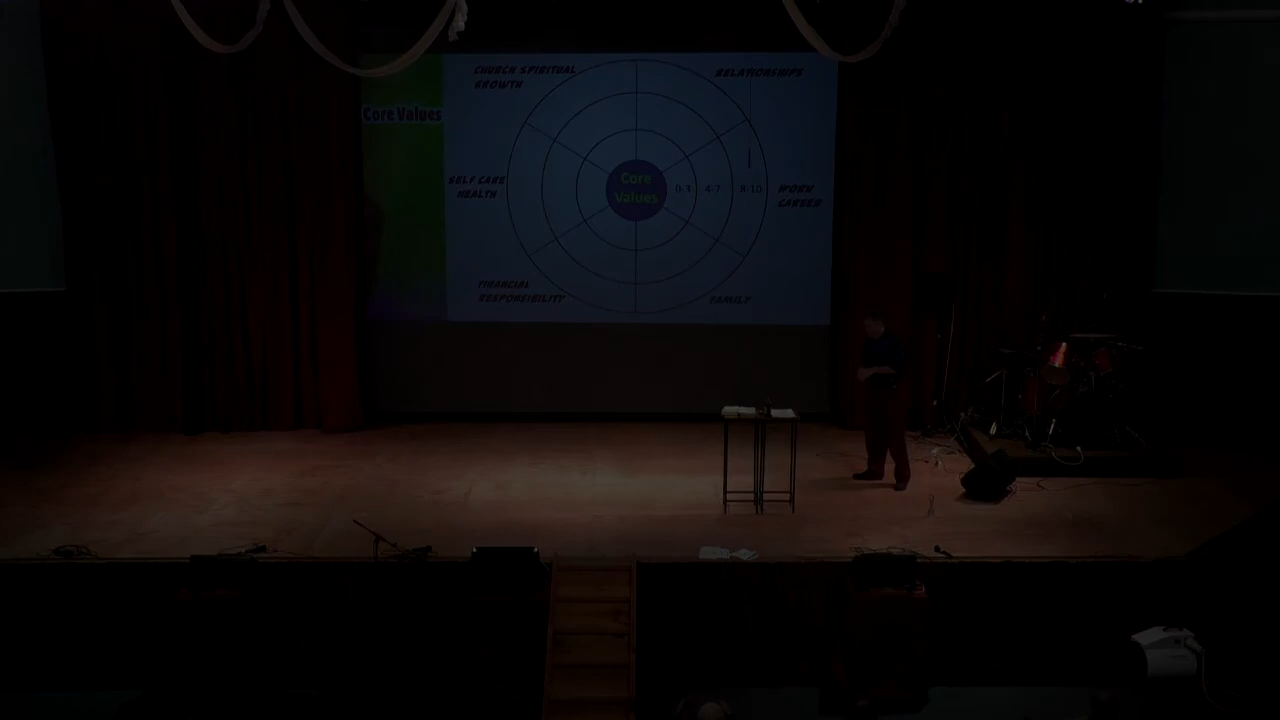 CHURCH SPIRITUAL
GROWTH
RELATIONSHIPS
Core Values
SELF CARE
HEALTH
Core
Values
0-3
4-7
8-10
WORK
CAREER
FINANCIAL
RESPONSIBILITY
FAMILY